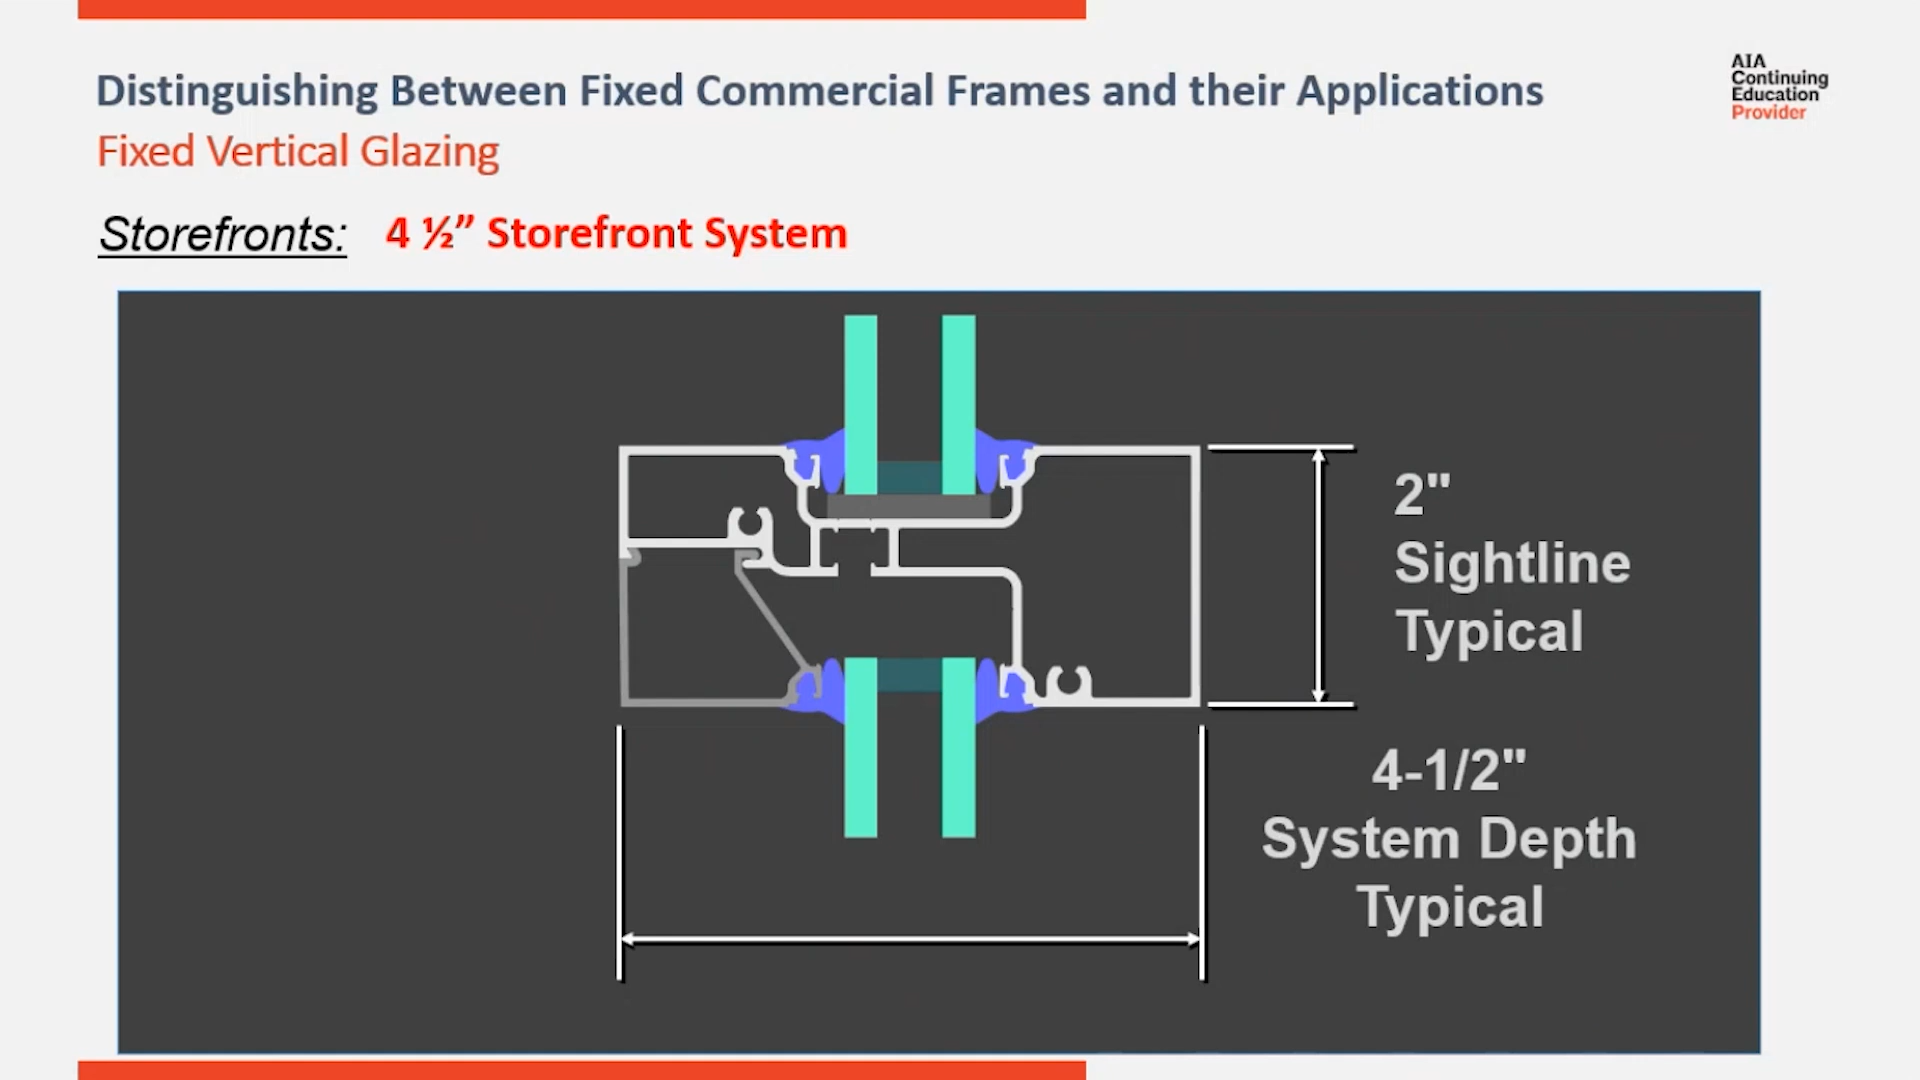 Distinguishing Between Fixed Commercial Frames and their Applications
AIA
Continuing
Education
Provider
Fixed Vertical Glazing
Storefronts: 4 ½” Storefront System
2"
Sightline
Typical
4-1/2"
System Depth
Typical